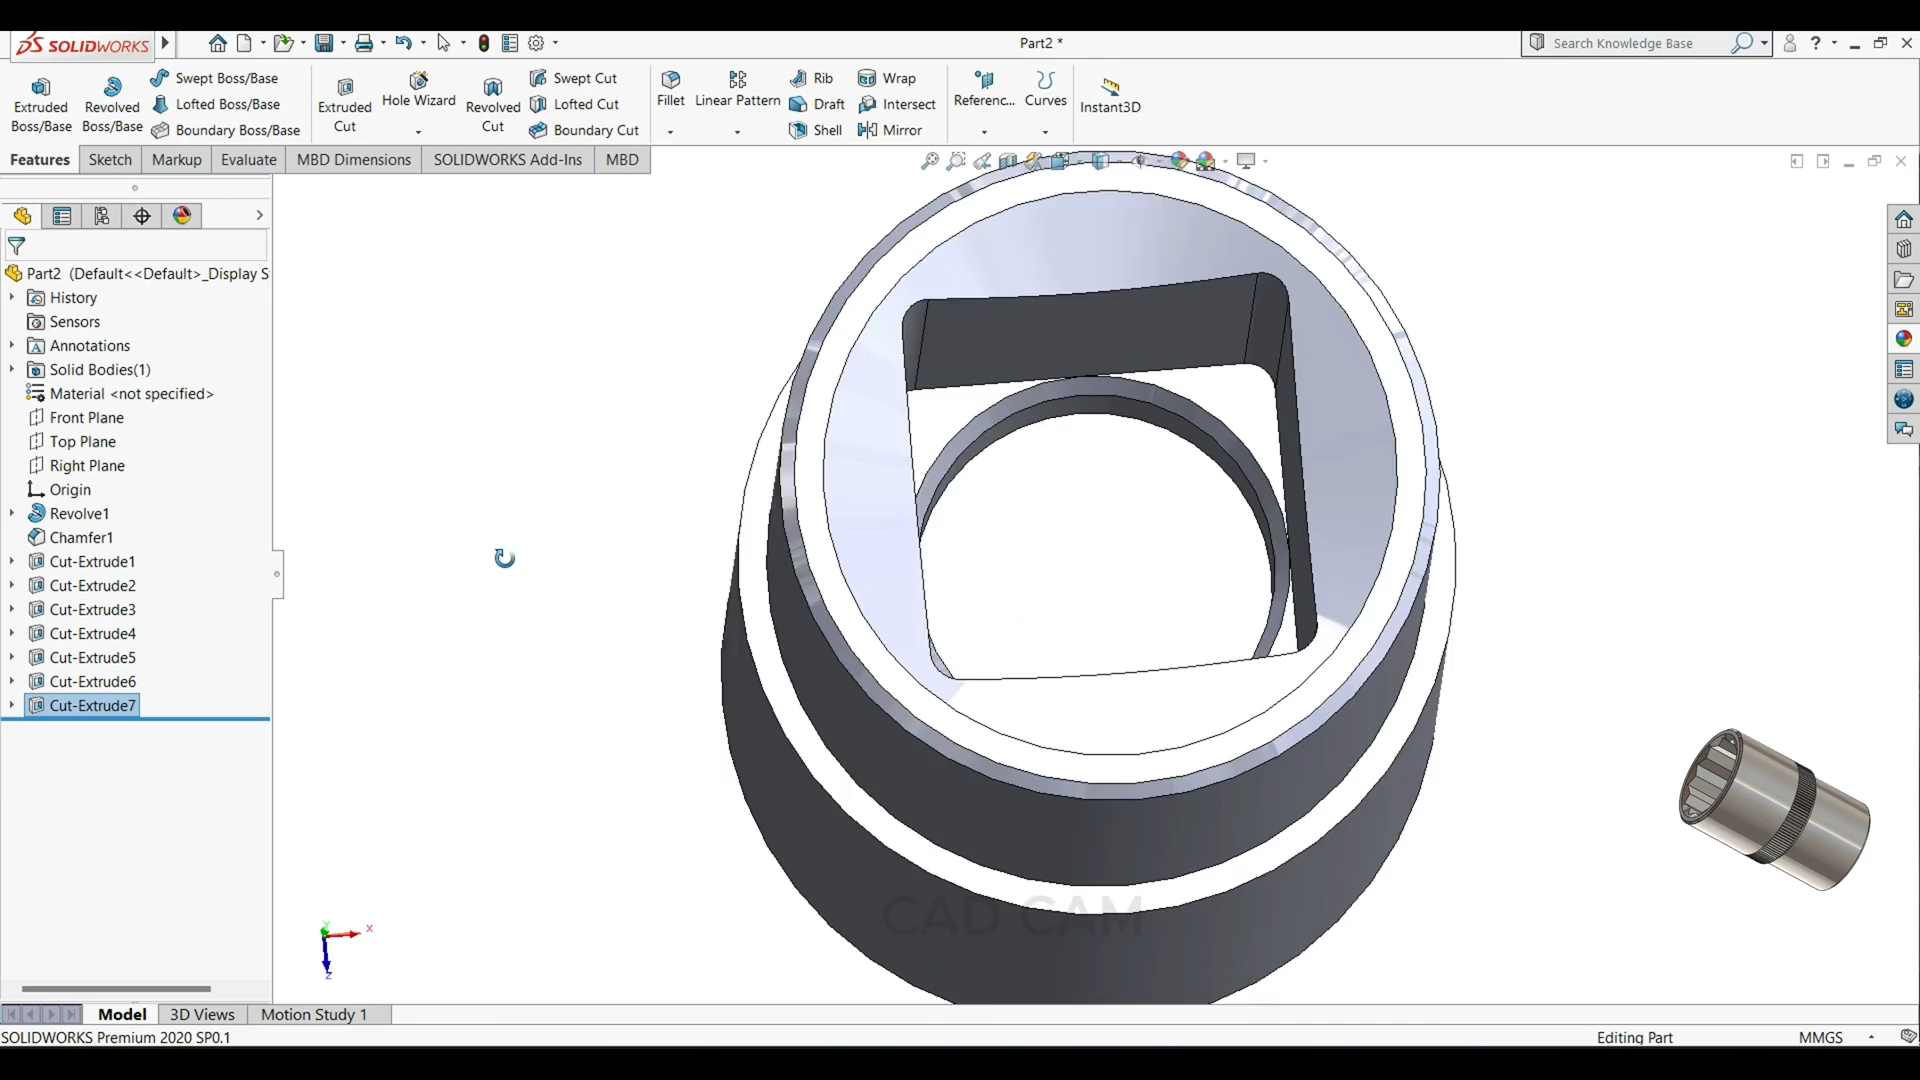 SOLIDWORKS
Part2 *
Search Knowledge Base
?
Extruded Boss/Base
Revolved Boss/Base
Swept Boss/Base
Lofted Boss/Base
Boundary Boss/Base
Extruded Cut
Hole Wizard
Revolved Cut
Swept Cut
Lofted Cut
Boundary Cut
Fillet
Linear Pattern
Rib
Draft
Shell
Wrap
Intersect
Mirror
Referenc...
Curves
Instant3D
Features
Sketch
Markup
Evaluate
MBD Dimensions
SOLIDWORKS Add-Ins
MBD
Part2 (Default<<Default>_Display S
History
Sensors
Annotations
Solid Bodies(1)
Material <not specified>
Front Plane
Top Plane
Right Plane
Origin
Revolve1
Chamfer1
Cut-Extrude1
Cut-Extrude2
Cut-Extrude3
Cut-Extrude4
Cut-Extrude5
Cut-Extrude6
Cut-Extrude7
CAD CAM
Y
X
Z
Model
3D Views
Motion Study 1
SOLIDWORKS Premium 2020 SP0.1
Editing Part
MMGS